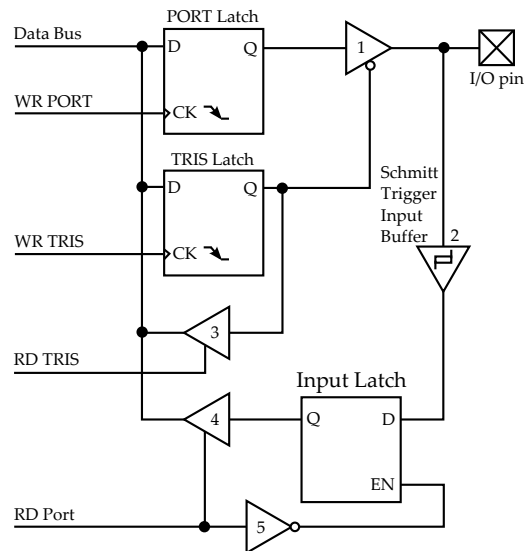 PORT Latch
Data Bus
D
Q
1
I/O pin
WR PORT
CK
TRIS Latch
D
Q
Schmitt
Trigger
Input
Buffer
2
WR TRIS
CK
3
RD TRIS
Input Latch
4
Q
D
EN
RD Port
5